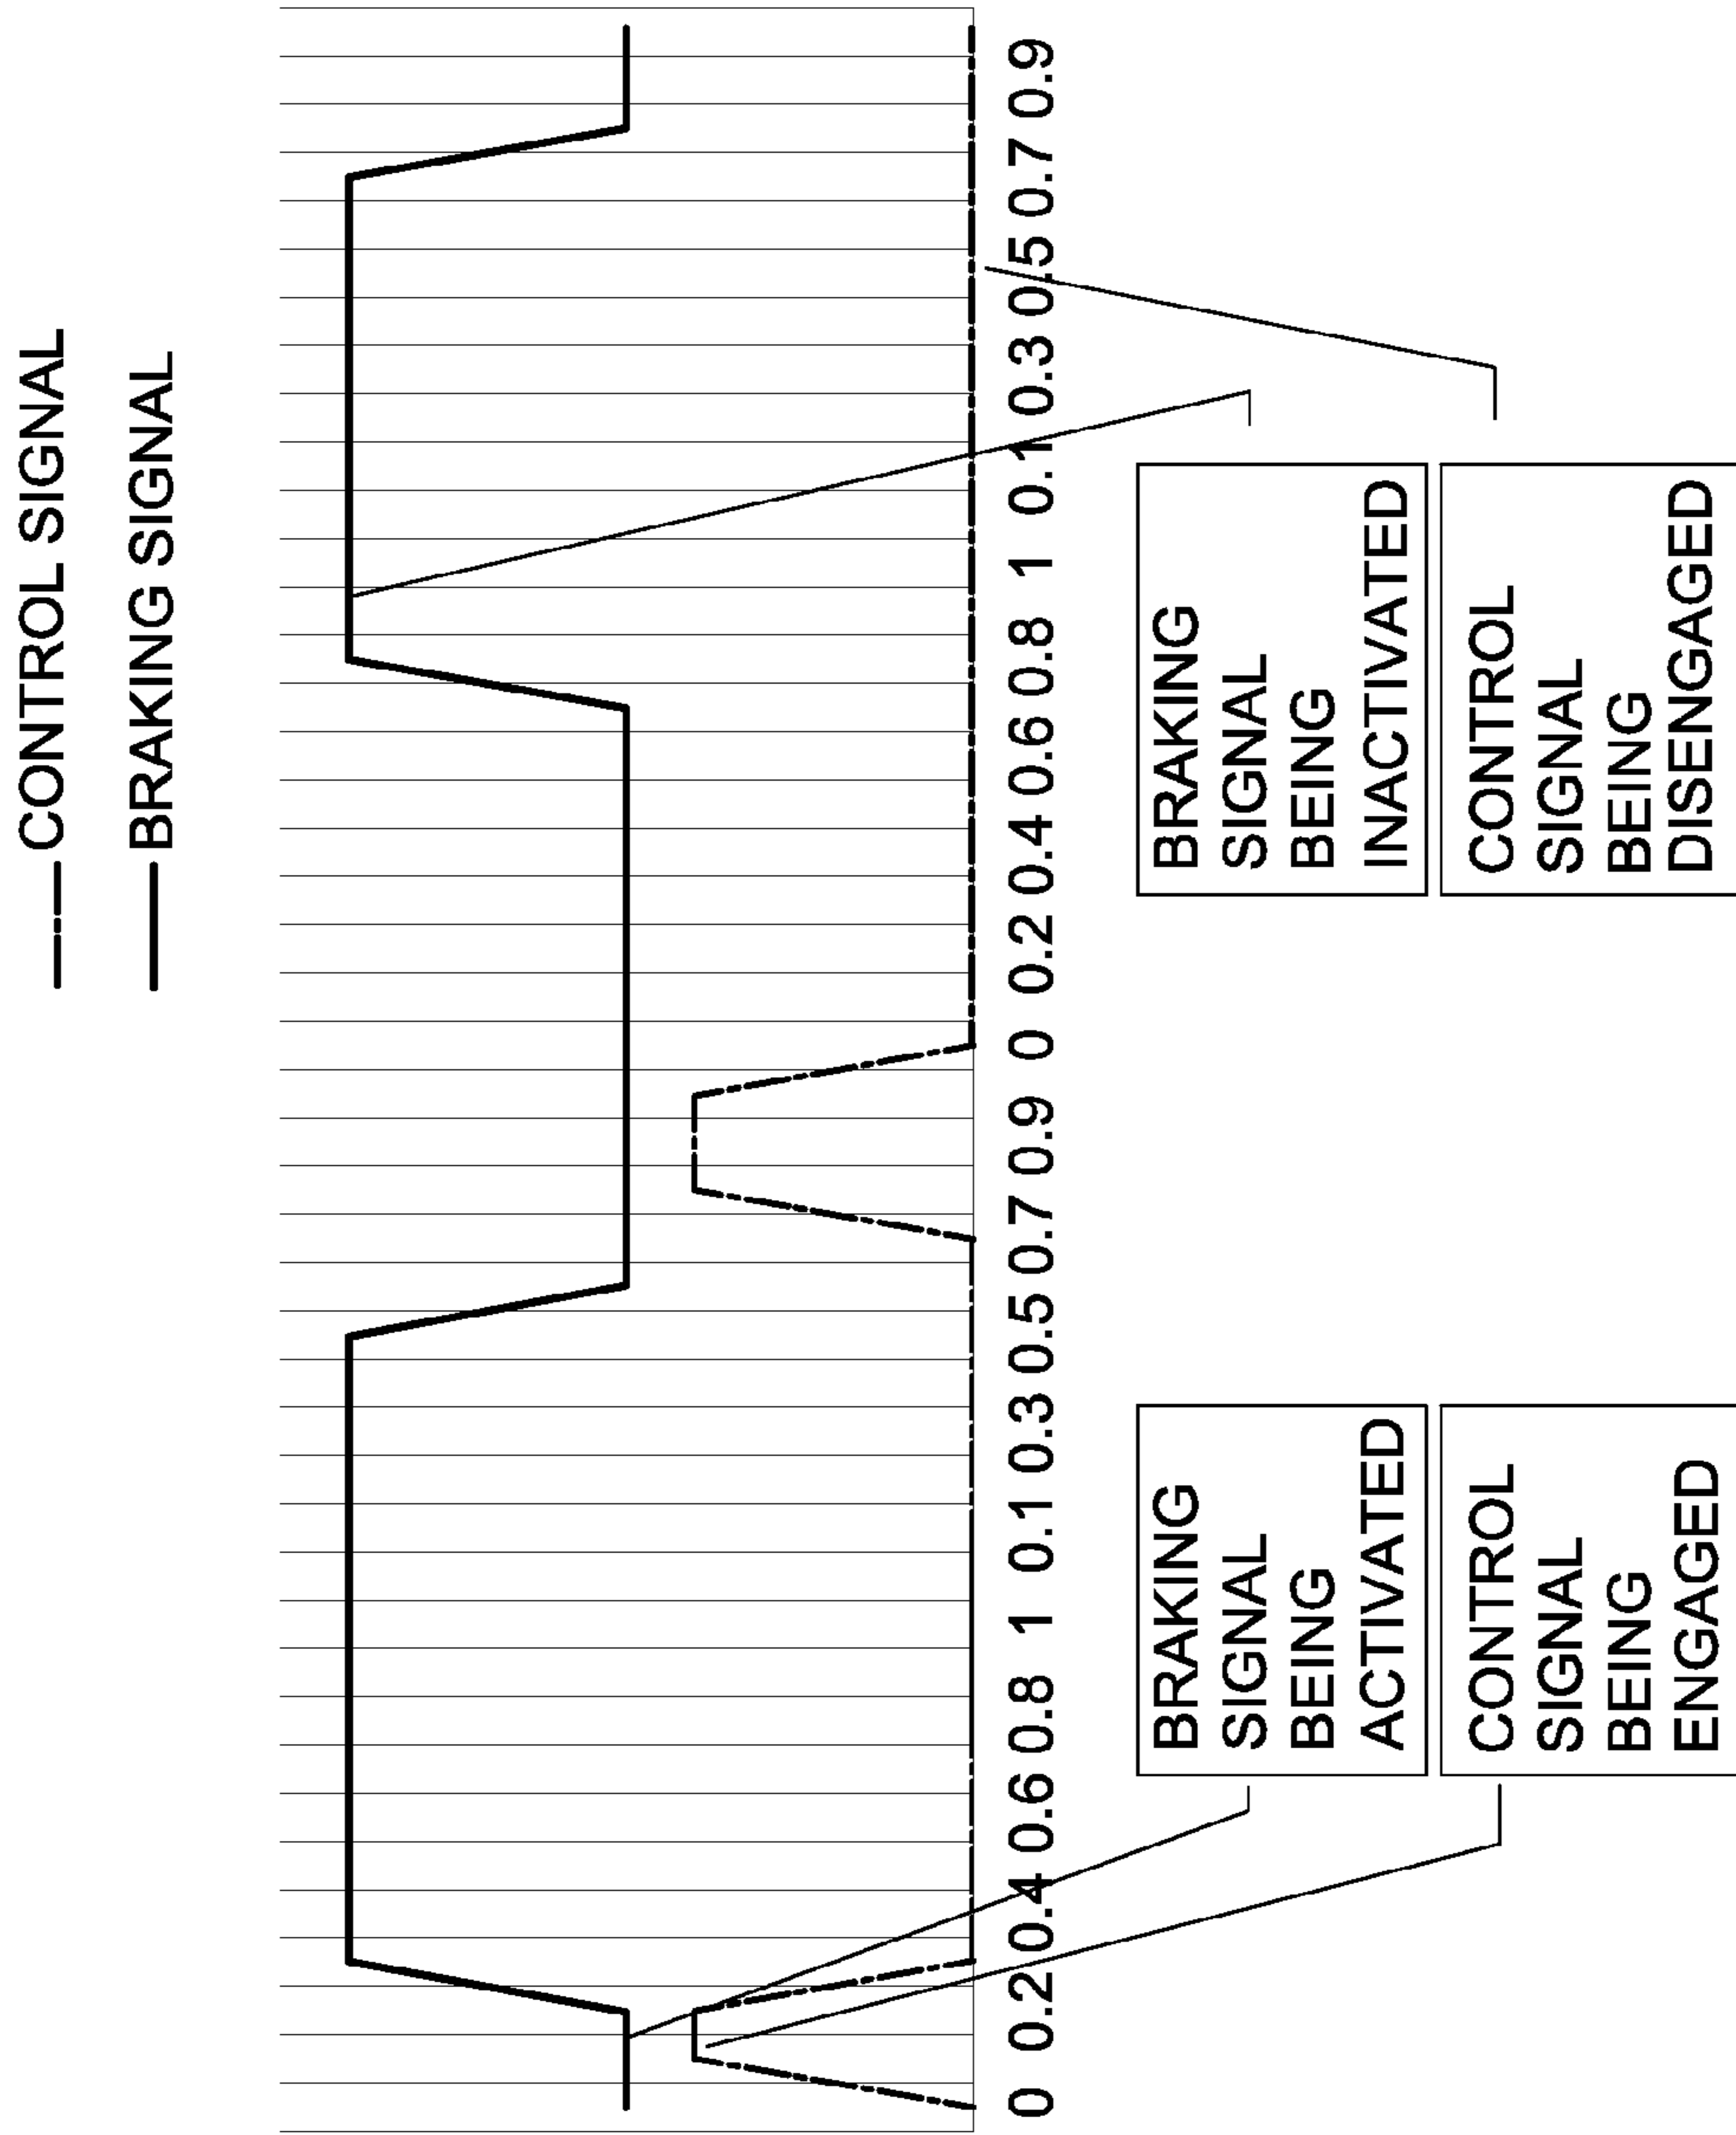 CONTROL SIGNAL
BRAKING SIGNAL
0 0.2 0.4 0.6 0.8 1 0.1 0.3 0.5 0.7 0.9 0 0.2 0.4 0.6 0.8 1 0.1 0.3 0.5 0.7 0.9
BRAKING
SIGNAL
BEING
ACTIVATED
CONTROL
SIGNAL
BEING
ENGAGED
BRAKING
SIGNAL
BEING
INACTIVATED
CONTROL
SIGNAL
BEING
DISENGAGED